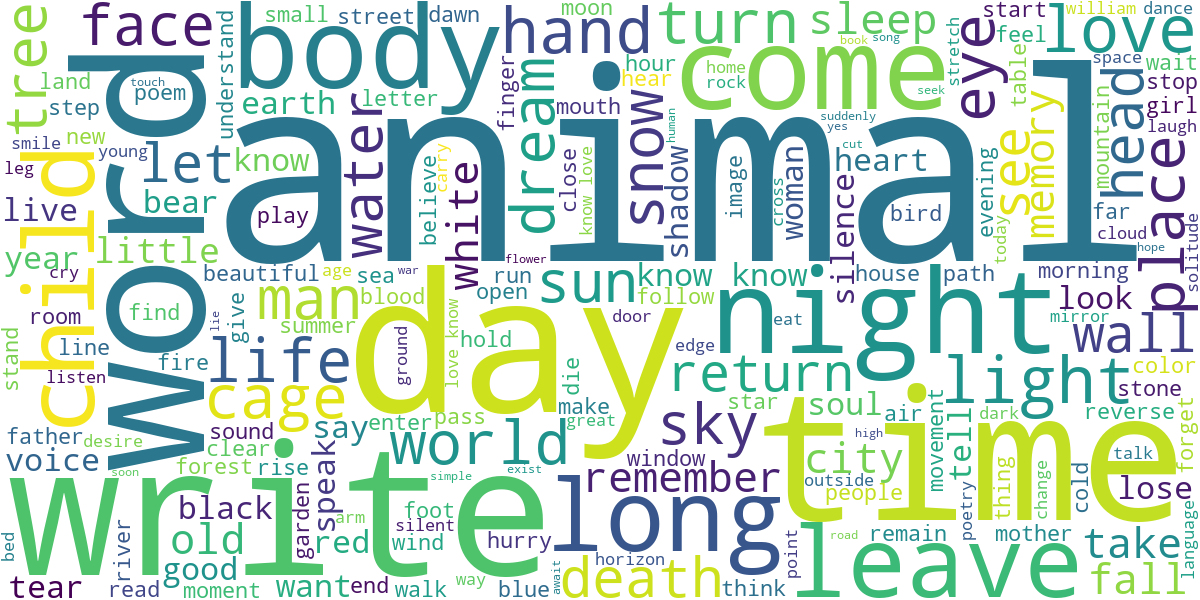 tree
face
word
body
small
street
dawn
hand
moon
turn
sleep
book
song
come
eye
start
feel
william
dance
love
stretch
land
step
touch
poem
understand
earth
letter
finger
dream
hour
hear
home
rock
seek
table
space
wait
stop
girl
laugh
smile
new
young
leg
let
know
water
animal
mouth
snow
human
suddenly
yes
cut
see
memory
mountain
head
place
child
live
bear
play
believe
carry
white
close
know love
shadow
image
cross
woman
heart
silence
bird
evening
today
far
cloud
hope
solitude
year
little
cry
beautiful
age
sea
war
flower
run
open
sun
know know
follow
house
path
morning
look
mirror
wall
room
find
lie
give
man
blood
summer
day
love know
hold
door
night
eat
edge
stand
line
listen
fire
life
ground
die
return
light
color
stone
father
desire
voice
soon
cage
sound
clear
forest
rise
say
enter
pass
make
great
world
sky
star
soul
air
high
time
city
movement
tell
dark
reverse
forget
talk
write
black
garden
speak
simple
exist
long
remember
window
outside
people
thing
change
cold
lose
bed
river
old
red
arm
silent
foot
wind
hurry
horizon
point
road
poetry
remain
mother
take
language
tear
read
good
moment
want
end
walk
way
blue
await
death
think
leave
fall